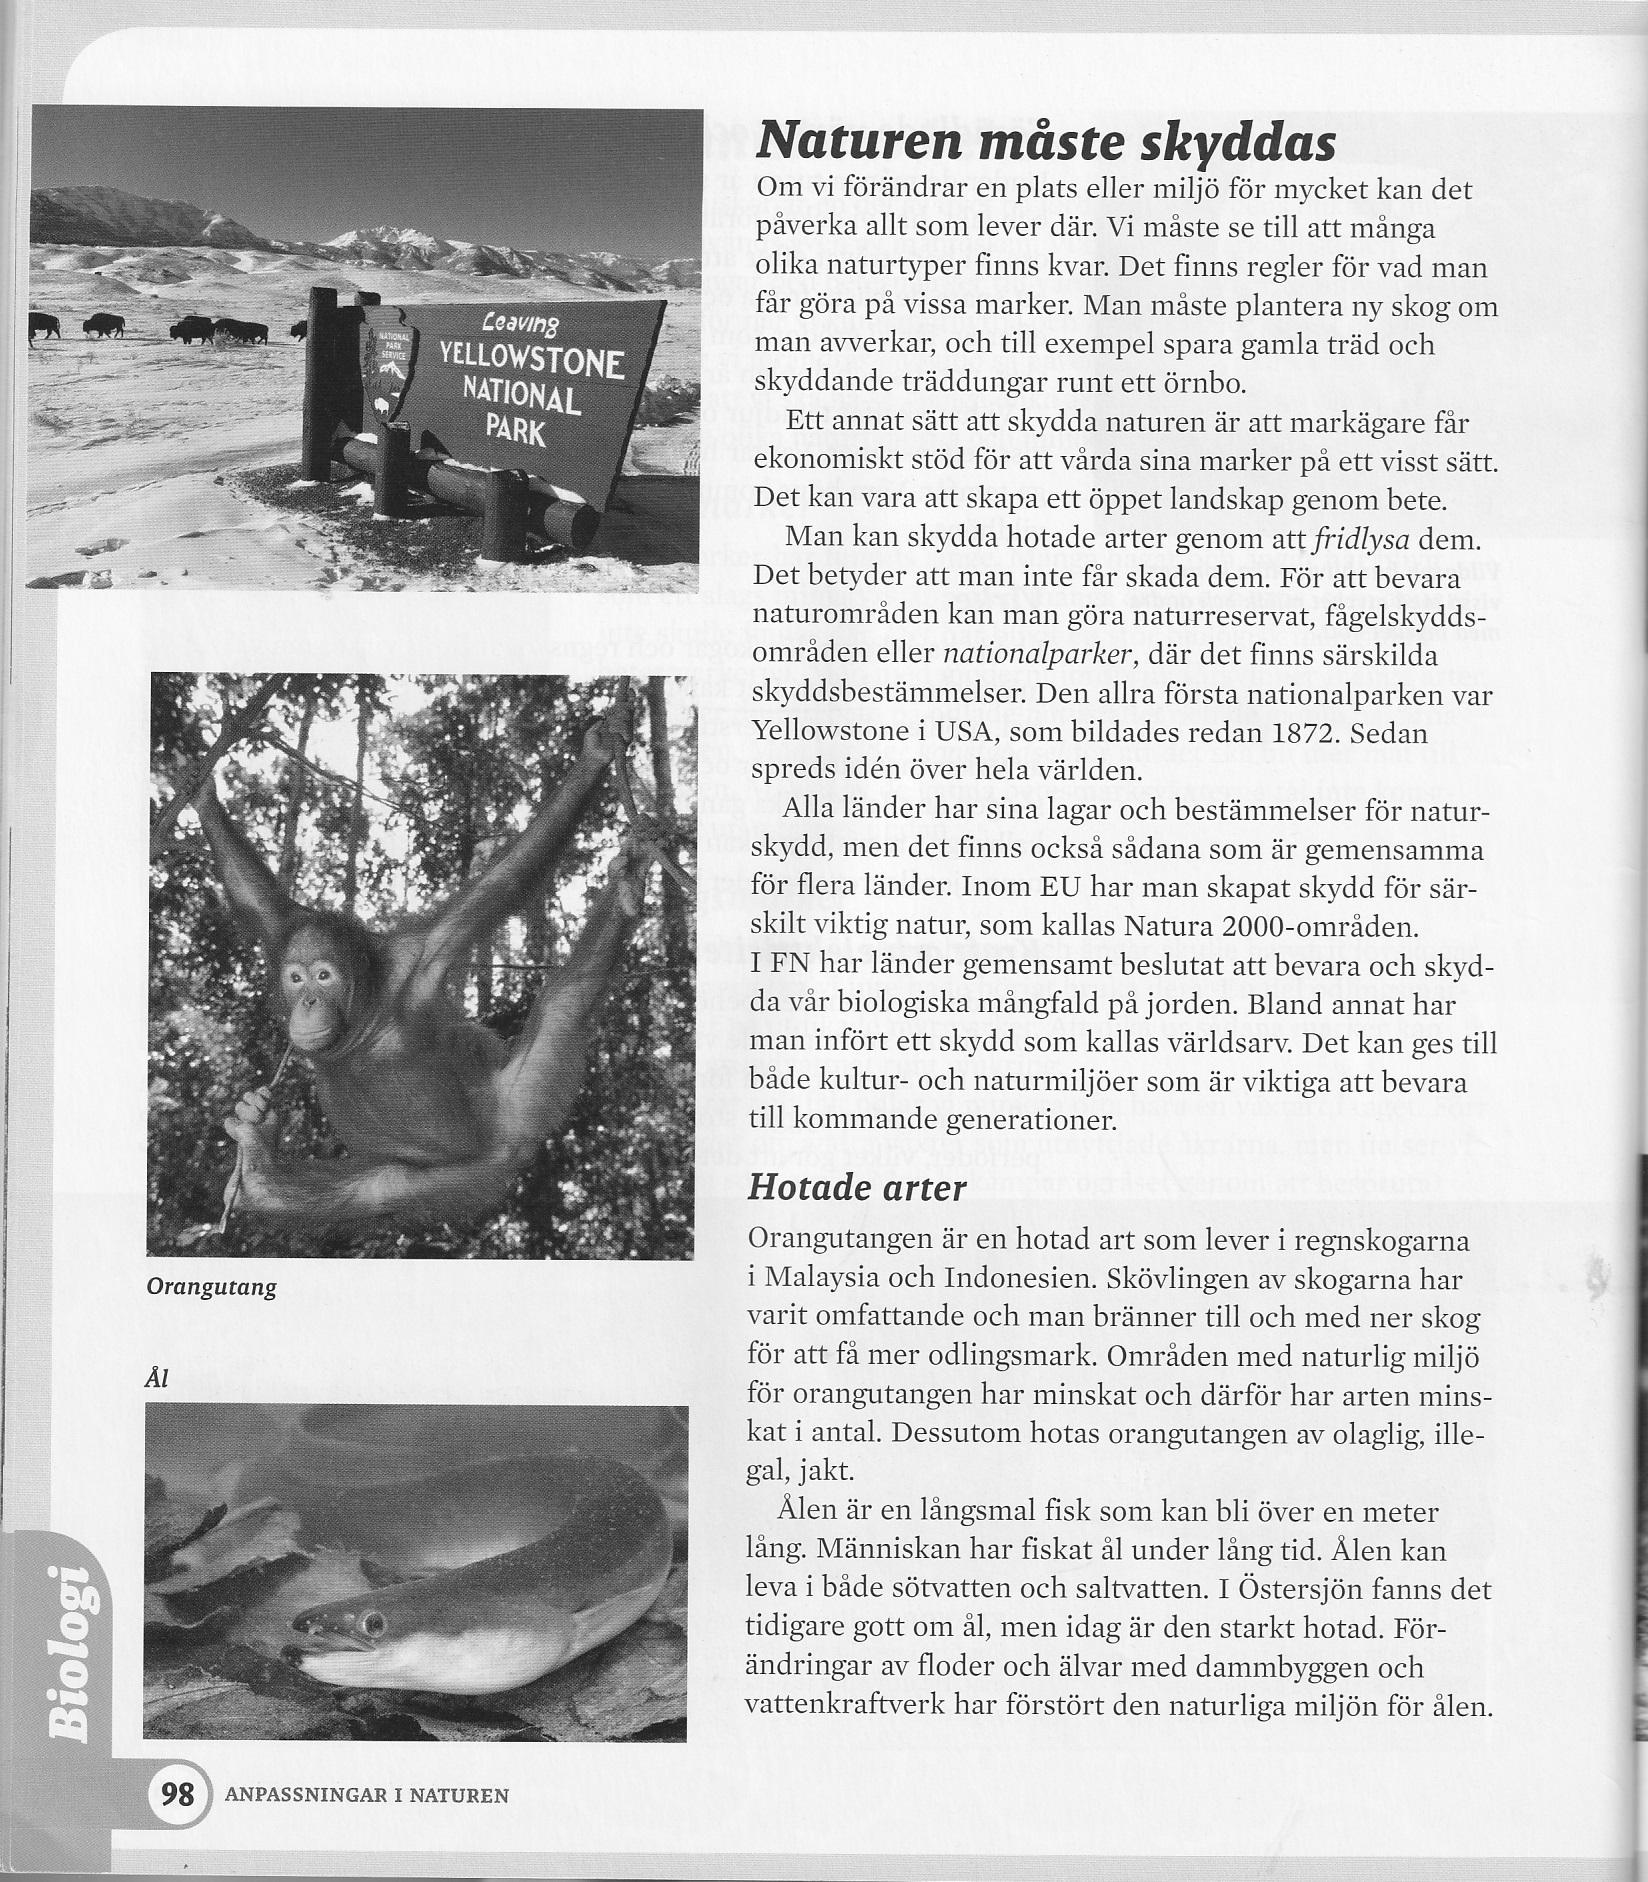 Leaving
YELLOWSTONE
NATIONAL
PARK
NATIONAL
PARK
SERVICE
Orangutang
Ål
Naturen måste skyddas
Om vi förändrar en plats eller miljö för mycket kan det
påverka allt som lever där. Vi måste se till att många
olika naturtyper finns kvar. Det finns regler för vad man
får göra på vissa marker. Man måste plantera ny skog om
man avverkar, och till exempel spara gamla träd och
skyddande träddungar runt ett örnbo.
Ett annat sätt att skydda naturen är att markägare får
ekonomiskt stöd för att vårda sina marker på ett visst sätt.
Det kan vara att skapa ett öppet landskap genom bete.
Man kan skydda hotade arter genom att fridlysa dem.
Det betyder att man inte får skada dem. För att bevara
naturområden kan man göra naturreservat, fågelskydds-
områden eller nationalparker, där det finns särskilda
skyddsbestämmelser. Den allra första nationalparken var
Yellowstone i USA, som bildades redan 1872. Sedan
spreds idén över hela världen.
Alla länder har sina lagar och bestämmelser för natur-
skydd, men det finns också sådana som är gemensamma
för flera länder. Inom EU har man skapat skydd för sär-
skilt viktig natur, som kallas Natura 2000-områden.
I FN har länder gemensamt beslutat att bevara och skyd-
da vår biologiska mångfald på jorden. Bland annat har
man infört ett skydd som kallas världsarv. Det kan ges till
både kultur- och naturmiljöer som är viktiga att bevara
till kommande generationer.
Hotade arter
Orangutangen är en hotad art som lever i regnskogarna
i Malaysia och Indonesien. Skövlingen av skogarna har
varit omfattande och man bränner till och med ner skog
för att få mer odlingsmark. Områden med naturlig miljö
för orangutangen har minskat och därför har arten mins-
kat i antal. Dessutom hotas orangutangen av olaglig, ille-
gal, jakt.
Ålen är en långsmal fisk som kan bli över en meter
lång. Människan har fiskat ål under lång tid. Ålen kan
leva i både sötvatten och saltvatten. I Östersjön fanns det
tidigare gott om ål, men idag är den starkt hotad. För-
ändringar av floder och älvar med dammbyggen och
vattenkraftverk har förstört den naturliga miljön för ålen.
Biologi
98 ANPASSNINGAR I NATUREN